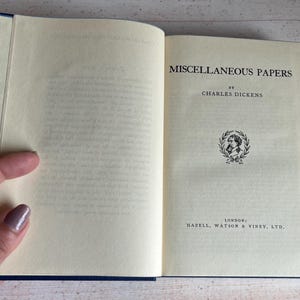 MISCELLANEOUS PAPERS
BY
CHARLES DICKENS
LONDON:
HAZELL, WATSON & VINEY, LTD.